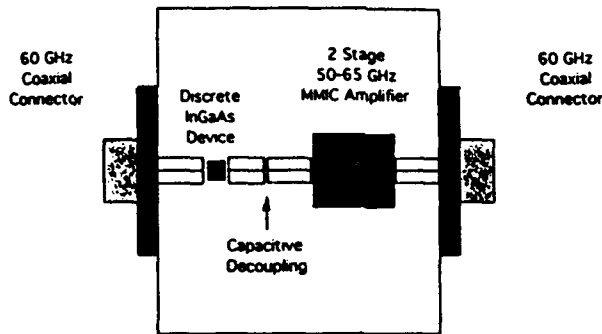 60 GHz
Coaxial
Connector
Discrete
InGaAs
Device
2 Stage
50-65 GHz
MMIC Amplifier
60 GHz
Coaxial
Connector
Capacitive
Decoupling